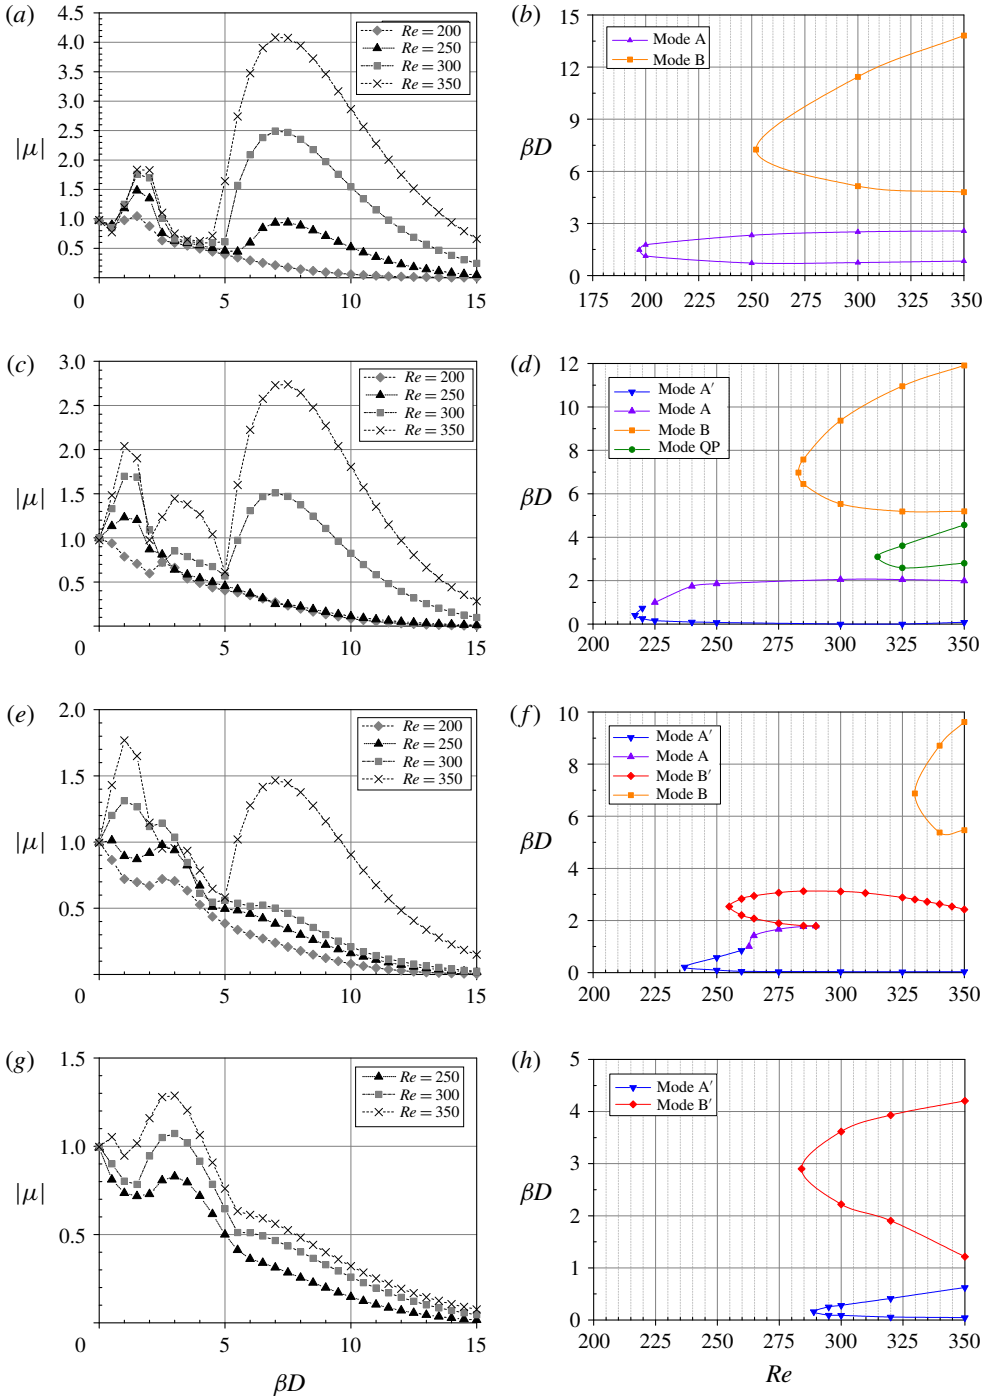 (a)
4.5
4.0
3.5
3.0
2.5
|μ|
2.0
1.5
1.0
0.5
0
5
10
15
Re = 200
Re = 250
Re = 300
Re = 350
(b)
15
12
9
βD
6
3
0
175
200
225
250
275
300
325
350
Mode A
Mode B
(c)
3.0
2.5
2.0
|μ|
1.5
1.0
0.5
0
5
10
15
Re = 200
Re = 250
Re = 300
Re = 350
(d)
12
10
8
βD
6
4
2
0
200
225
250
275
300
325
350
Mode A′
Mode A
Mode B
Mode QP
(e)
2.0
1.5
|μ|
1.0
0.5
0
5
10
15
Re = 200
Re = 250
Re = 300
Re = 350
(f)
10
8
6
βD
4
2
0
200
225
250
275
300
325
350
Mode A′
Mode A
Mode B′
Mode B
(g)
1.5
1.0
|μ|
0.5
0
5
10
15
βD
Re = 250
Re = 300
Re = 350
(h)
5
4
3
βD
2
1
0
200
225
250
275
300
325
350
Re
Mode A′
Mode B′